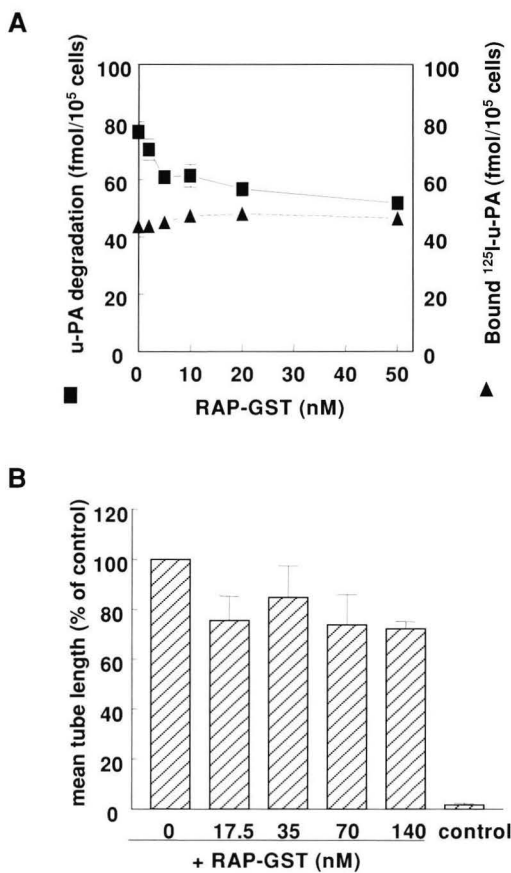 A
u-PA degradation (fmol/10⁵ cells)
100
80
60
40
20
0
100
80
60
40
20
0
Bound ¹²⁵I-u-PA (fmol/10⁵ cells)
0 10 20 30 40 50
RAP-GST (nM)
B
mean tube length (% of control)
120
100
80
60
40
20
0
0 17.5 35 70 140 control
+ RAP-GST (nM)